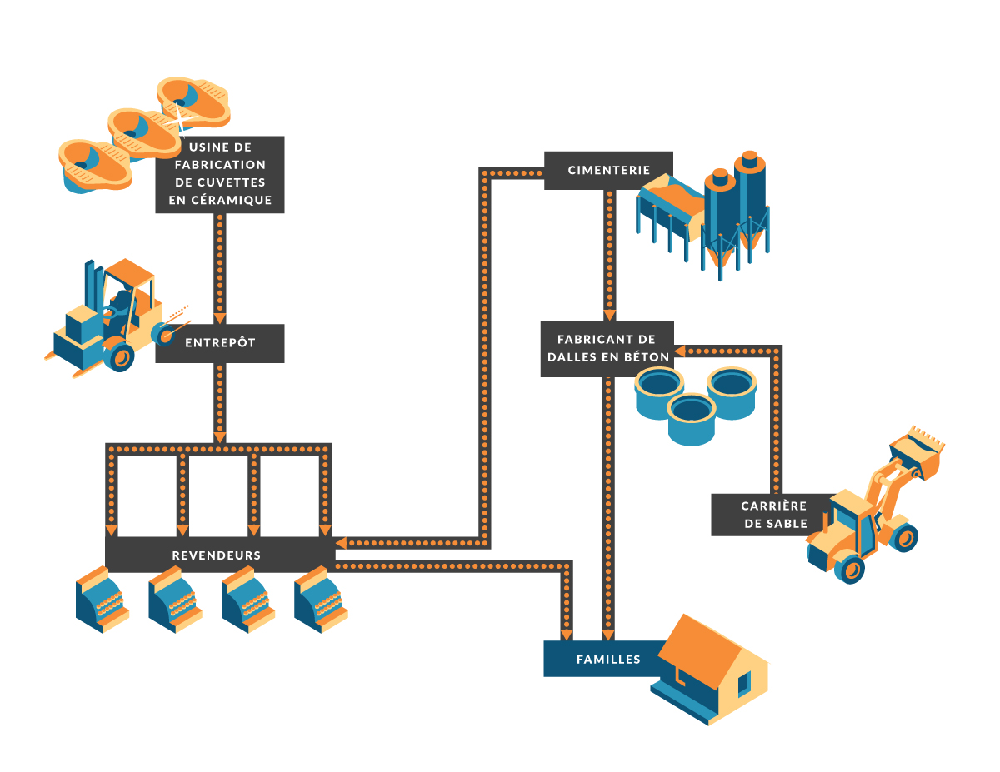 USINE DE
FABRICATION
DE CUVETTES
EN CÉRAMIQUE
CIMENTERIE
ENTREPÔT
FABRICANT DE
DALLES EN BÉTON
CARRIÈRE
DE SABLE
REVENDEURS
FAMILLES